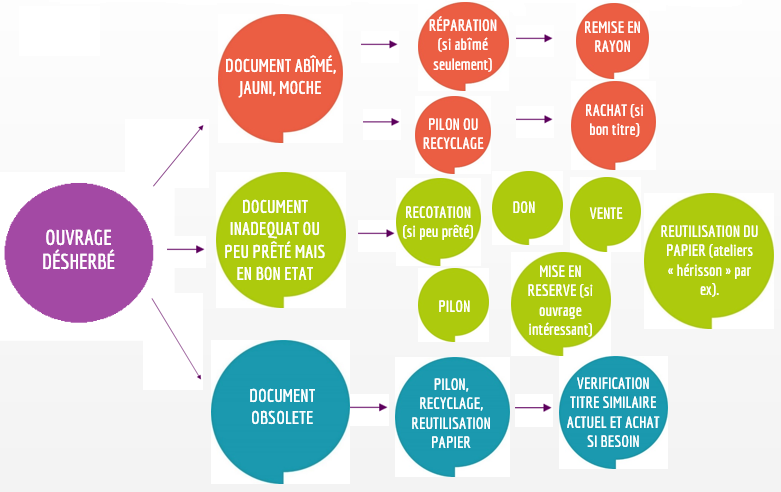 OUVRAGE
DÉSHERBÉ
DOCUMENT ABÎMÉ,
JAUNI, MOCHE
RÉPARATION
(si abîmé
seulement)
REMISE EN
RAYON
PILON OU
RECYCLAGE
RACHAT (si
bon titre)
DOCUMENT
INADEQUAT OU
PEU PRÊTÉ MAIS
EN BON ETAT
RECOTATION
(si peu prêté)
DON
VENTE
PILON
MISE EN
RESERVE (si
ouvrage
intéressant)
REUTILISATION DU
PAPIER (ateliers
« hérisson » par
ex).
DOCUMENT
OBSOLETE
PILON,
RECYCLAGE,
REUTILISATION
PAPIER
VERIFICATION
TITRE SIMILAIRE
ACTUEL ET ACHAT
SI BESOIN